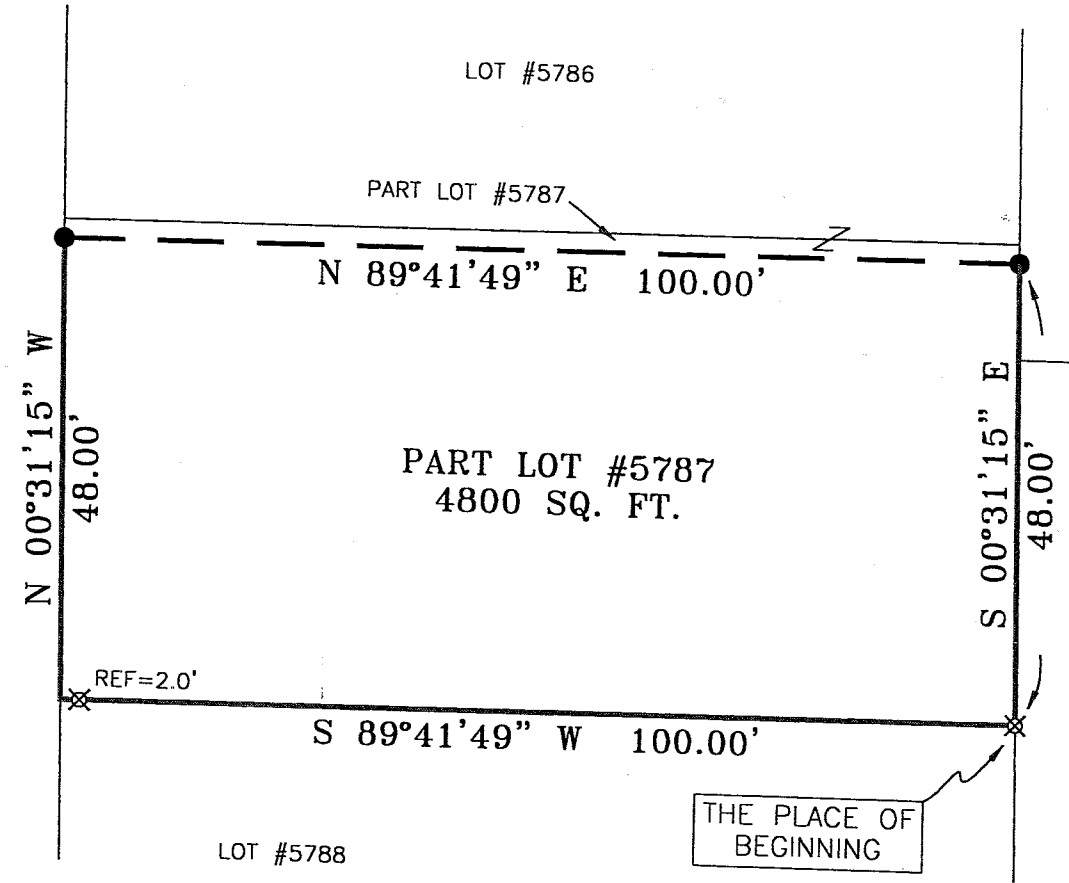 LOT #5786
PART LOT #5787
N 89°41'49" E 100.00'
N 00°31'15" W
48.00'
S 00°31'15" E
48.00'
PART LOT #5787
4800 SQ. FT.
REF=2.0'
S 89°41'49" W 100.00'
THE PLACE OF
BEGINNING
LOT #5788